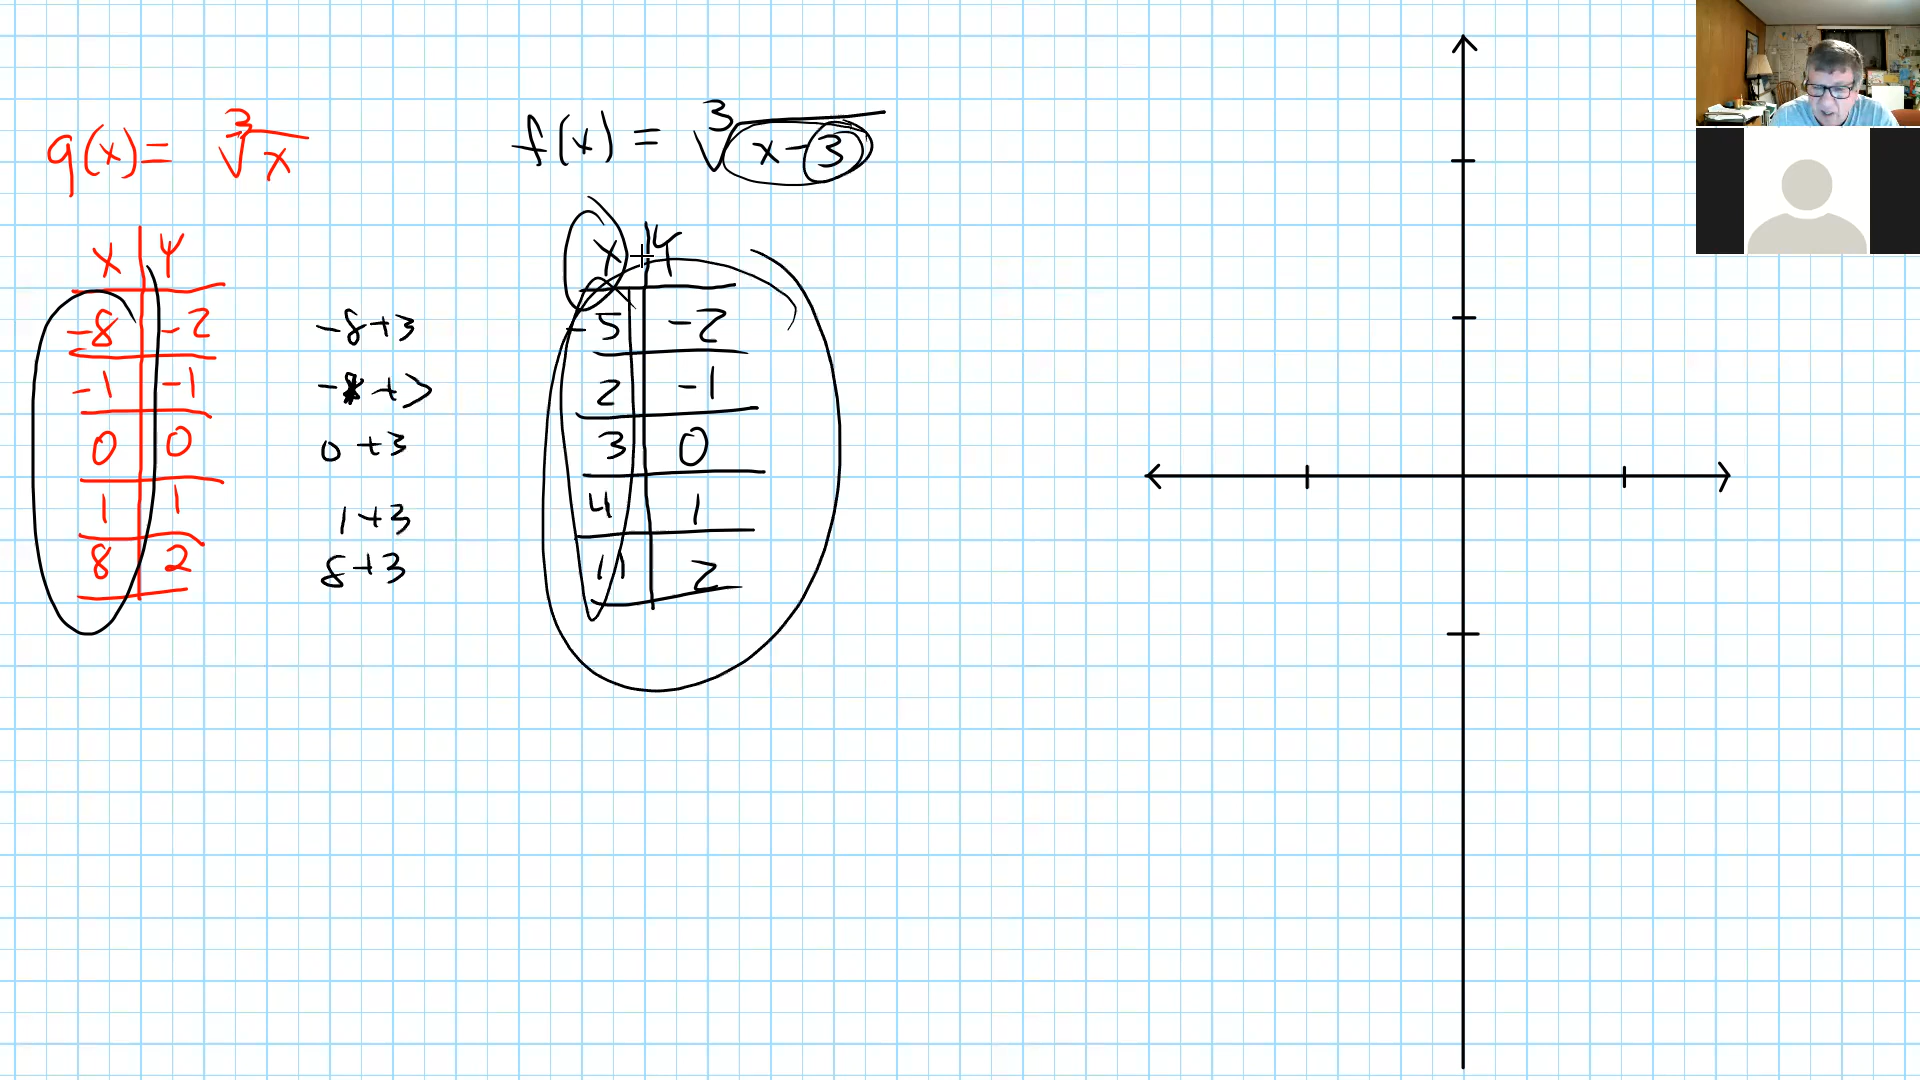 g(x) = ∛x
f(x) = ∛(x-3)
x | y
-8 | -2
-1 | -1
0 | 0
1 | 1
8 | 2
-8+3
+3
0+3
1+3
8+3
x | y
-5 | -2
2 | -1
3 | 0
4 | 1
11 | 2